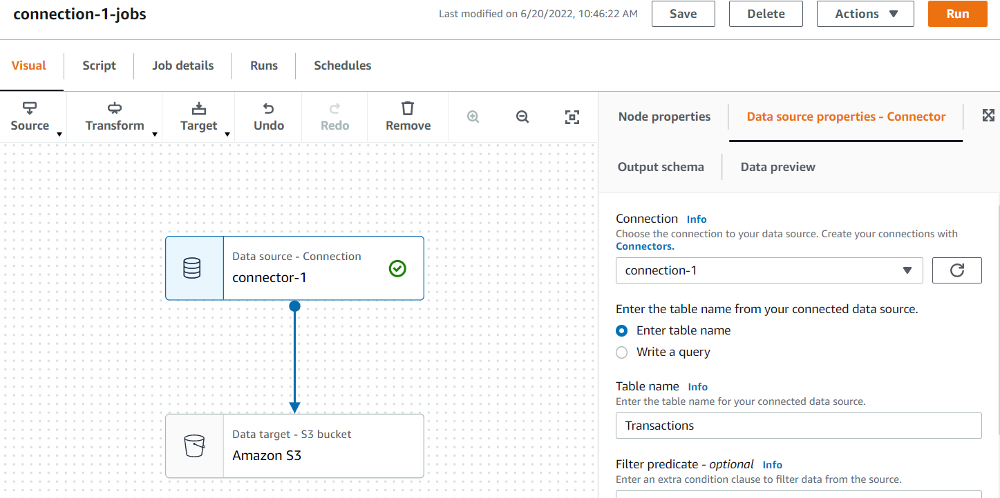 connection-1-jobs
Last modified on 6/20/2022, 10:46:22 AM
Save
Delete
Actions
Run
Visual
Script
Job details
Runs
Schedules
Source
Transform
Target
Undo
Redo
Remove
Node properties
Data source properties - Connector
Output schema
Data preview
Data source - Connection
connector-1
Data target - S3 bucket
Amazon S3
Connection Info
Choose the connection to your data source. Create your connections with
Connectors.
connection-1
Enter the table name from your connected data source.
Enter table name
Write a query
Table name Info
Enter the table name for your connected data source.
Transactions
Filter predicate - optional Info
Enter an extra condition clause to filter data from the source.